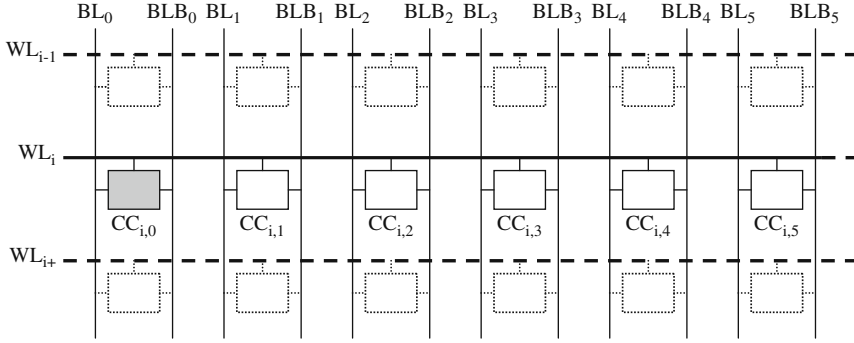 BL0 BLB0 BL1 BLB1 BL2 BLB2 BL3 BLB3 BL4 BLB4 BL5 BLB5
WLi-1
WLi
CCi,0 CCi,1 CCi,2 CCi,3 CCi,4 CCi,5
WLi+